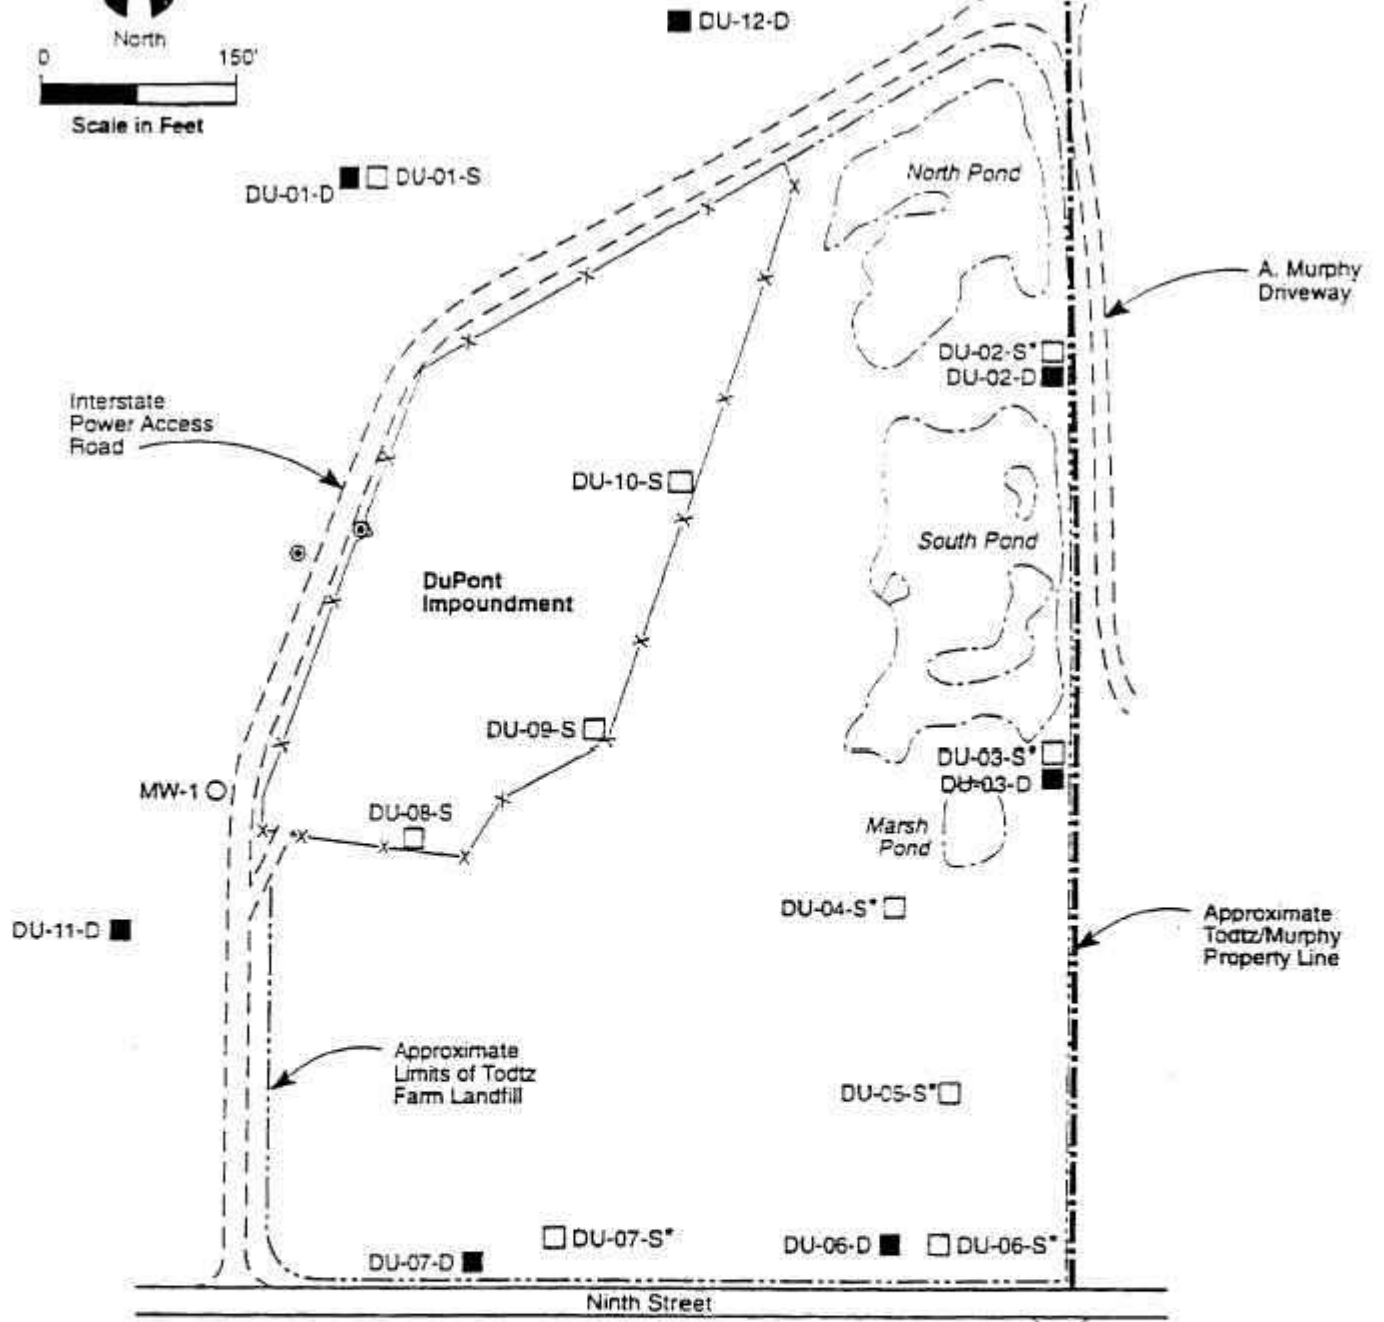 DU-12-D
North
0 150'
Scale in Feet
DU-01-D
DU-01-S
North Pond
A. Murphy
Driveway
DU-02-S*
DU-02-D
Interstate
Power Access
Road
DU-10-S
South Pond
DuPont
Impoundment
DU-09-S
DU-03-S*
DU-03-D
MW-1
DU-08-S
Marsh
Pond
DU-04-S*
DU-11-D
Approximate
Todtz/Murphy
Property Line
Approximate
Limits of Todtz
Farm Landfill
DU-05-S*
DU-07-S*
DU-06-D
DU-06-S*
DU-07-D
Ninth Street